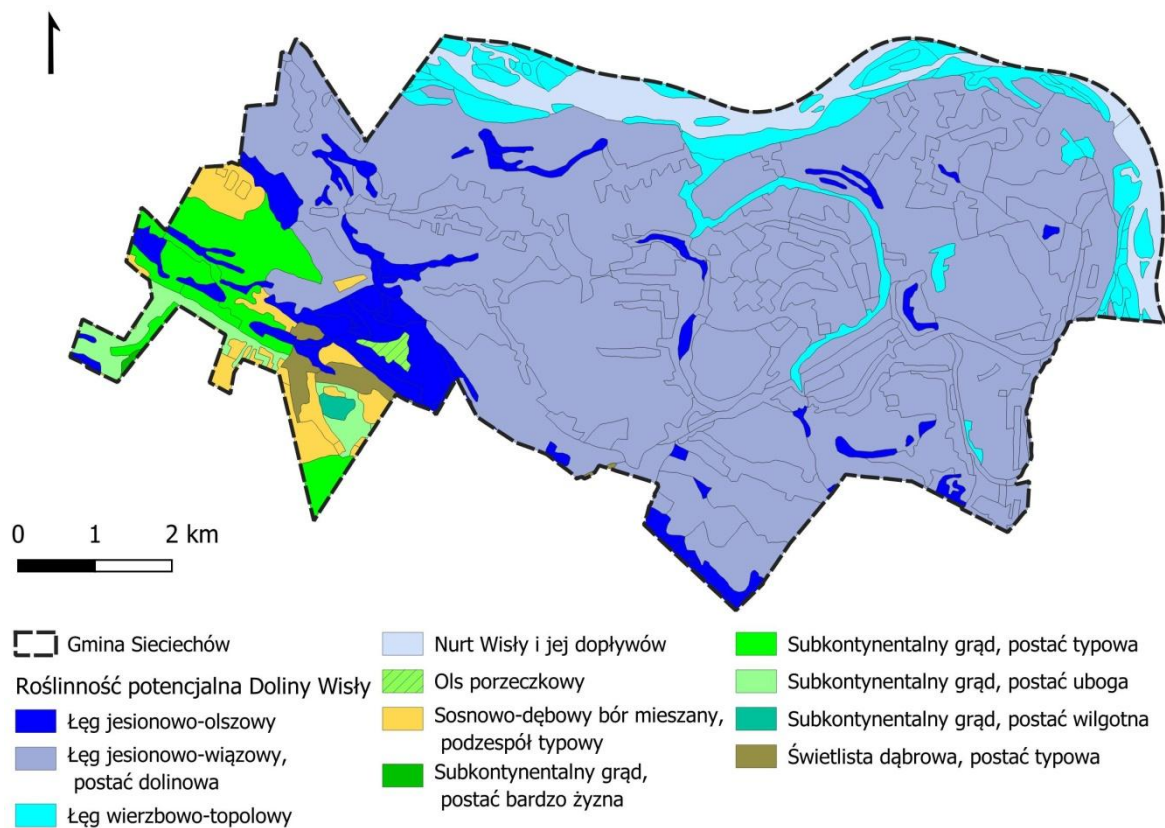 0 1 2 km
Gmina Sieciechów
Roślinność potencjalna Doliny Wisły
Łęg jesionowo-olszowy
Łęg jesionowo-wiązowy,
postać dolinowa
Łęg wierzbowo-topolowy
Nurt Wisły i jej dopływów
Ols porzeczkowy
Sosnowo-dębowy bór mieszany,
podzespół typowy
Subkontynentalny grąd,
postać bardzo żyzna
Subkontynentalny grąd, postać typowa
Subkontynentalny grąd, postać uboga
Subkontynentalny grąd, postać wilgotna
Świetlista dąbrowa, postać typowa